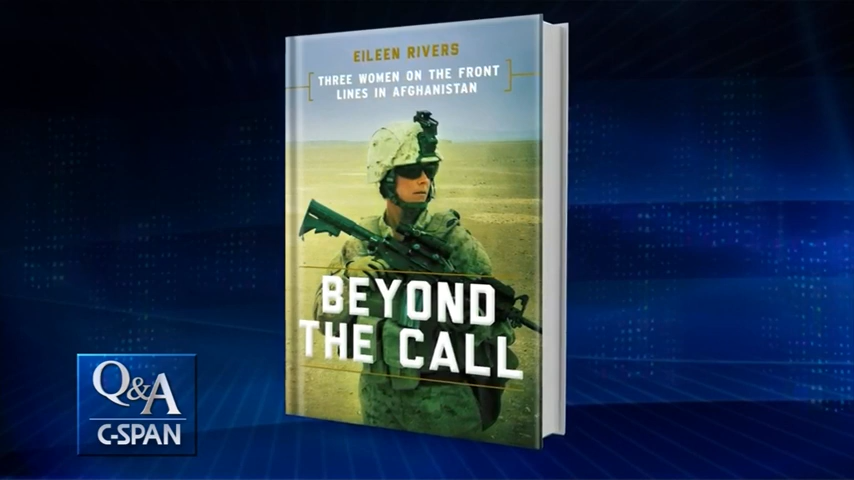 EILEEN RIVERS
THREE WOMEN ON THE FRONT
LINES IN AFGHANISTAN
BEYOND
THE CALL
Q&A
C-SPAN